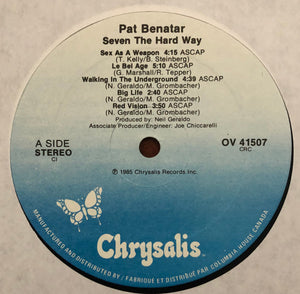 Pat Benatar
Seven The Hard Way
Sex As A Weapon 4:15 ASCAP
(T. Kelly/B. Steinberg)
Le Bel Age 5:10 ASCAP
(G. Marshall/R. Tepper)
Walking In The Underground 4:39 ASCAP
(N. Geraldo/M. Grombacher)
Big Life 2:40 ASCAP
(N. Geraldo/M. Grombacher)
Red Vision 3:50 ASCAP
(N. Geraldo/M. Grombacher)
Produced by: Neil Geraldo
Associate Producer/Engineer: Joe Chiccarelli
A SIDE
STEREO
CI
OV 41507
CRC
℗ 1985 Chrysalis Records Inc.
Chrysalis
MANUFACTURED AND DISTRIBUTED BY / FABRIQUÉ ET DISTRIBUÉ PAR COLUMBIA HOUSE CANADA